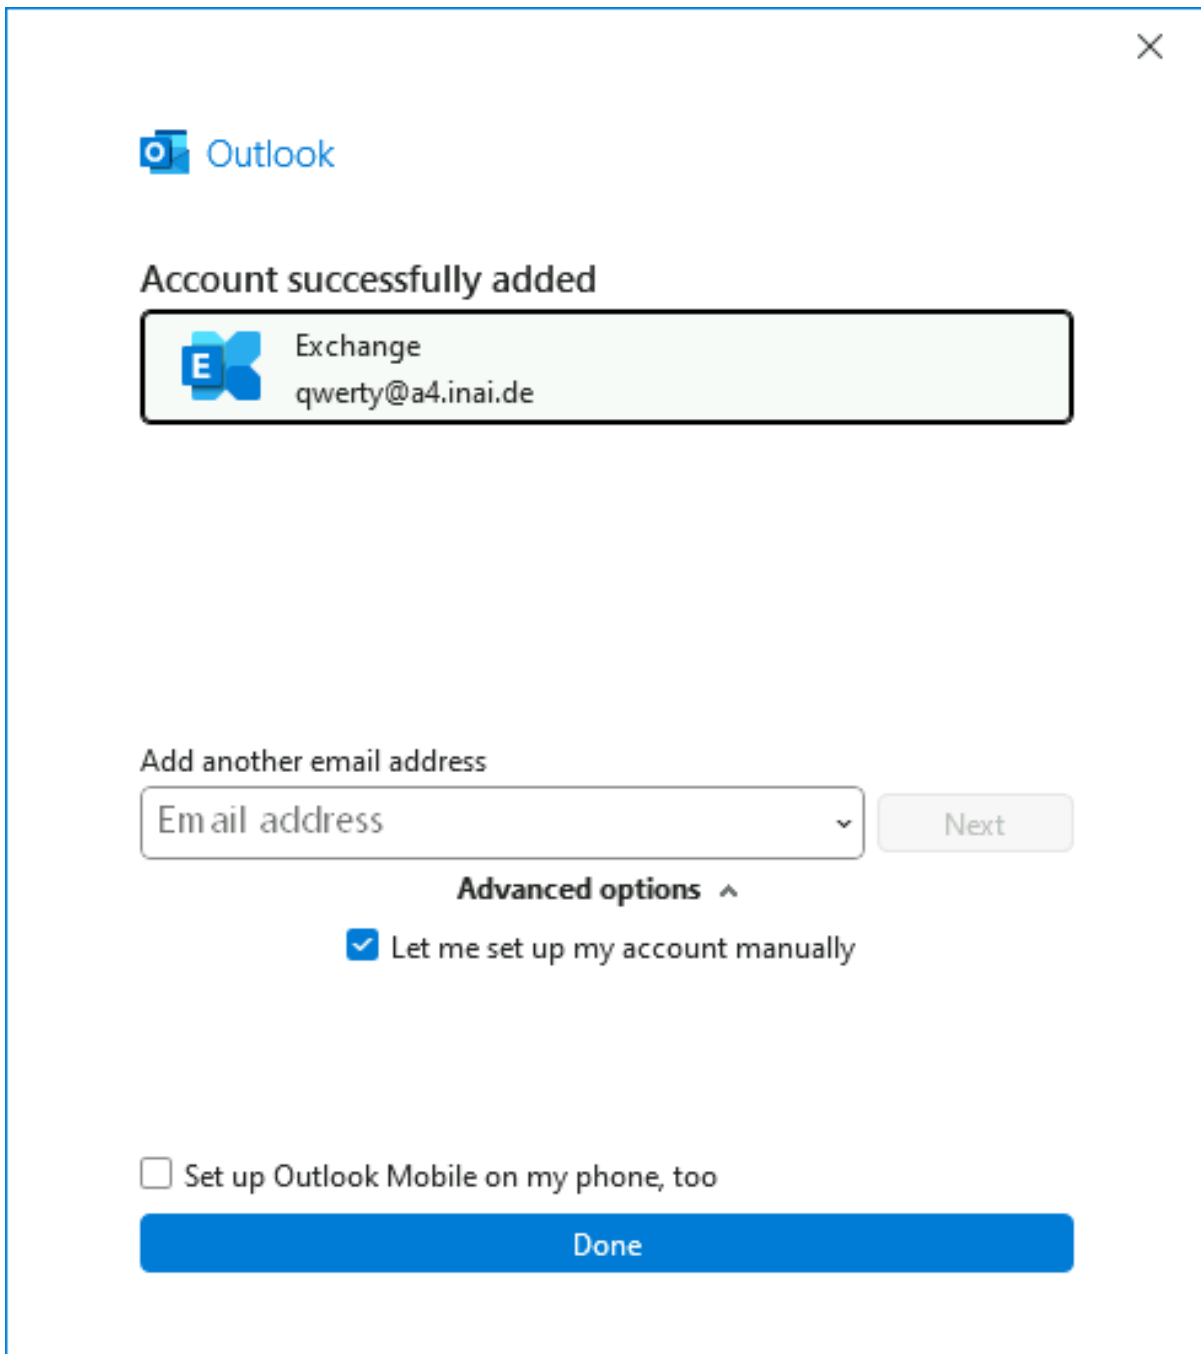 Outlook
Account successfully added
E
Exchange
qwerty@a4.inai.de
Add another email address
Email address
Next
Advanced options
Let me set up my account manually
Set up Outlook Mobile on my phone, too
Done